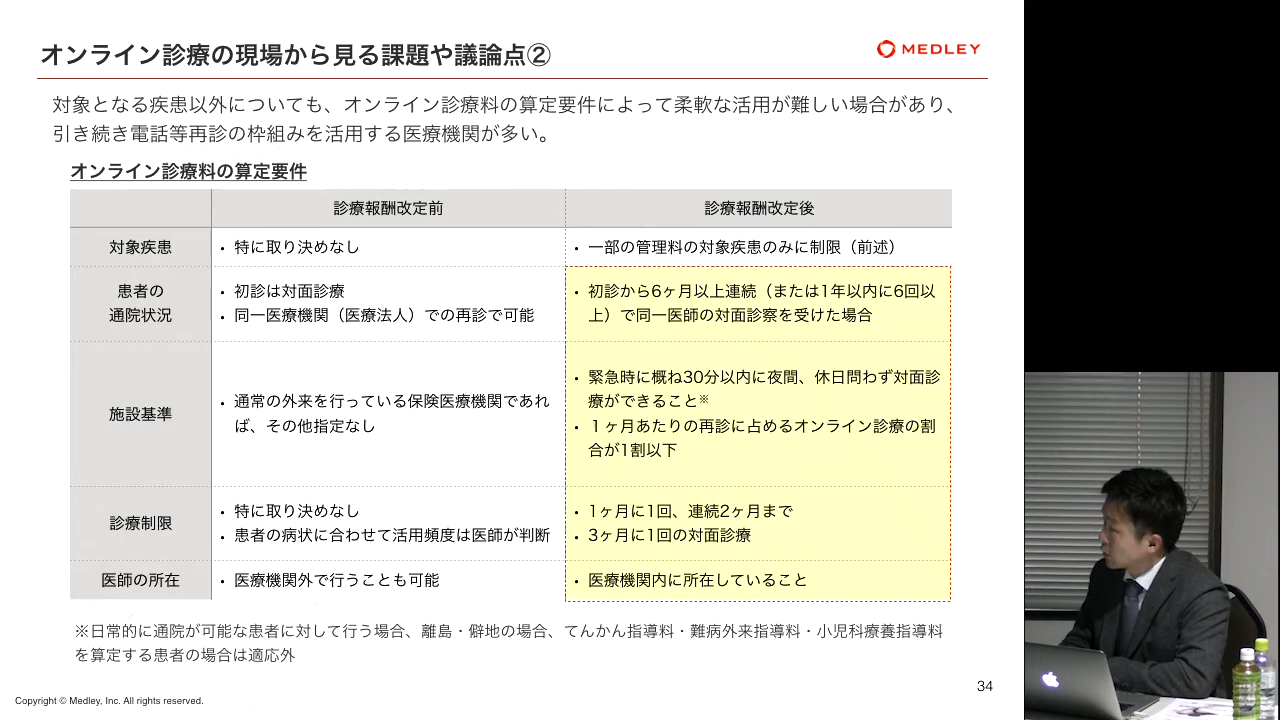 オンライン診療の現場から見る課題や議論点②
MEDLEY
対象となる疾患以外についても、オンライン診療料の算定要件によって柔軟な活用が難しい場合があり、
引き続き電話等再診の枠組みを活用する医療機関が多い。
オンライン診療料の算定要件
診療報酬改定前
診療報酬改定後
対象疾患
・特に取り決めなし
・一部の管理料の対象疾患のみに制限（前述）
患者の
通院状況
・初診は対面診療
・同一医療機関（医療法人）での再診で可能
・初診から6ヶ月以上連続（または1年以内に6回以
上）で同一医師の対面診察を受けた場合
施設基準
・通常の外来を行っている保険医療機関であれ
ば、その他指定なし
・緊急時に概ね30分以内に夜間、休日問わず対面診
療ができること※
・１ヶ月あたりの再診に占めるオンライン診療の割
合が1割以下
診療制限
・特に取り決めなし
・患者の病状に合わせて活用頻度は医師が判断
・1ヶ月に1回、連続2ヶ月まで
・3ヶ月に1回の対面診療
医師の所在
・医療機関外で行うことも可能
・医療機関内に所在していること
※日常的に通院が可能な患者に対して行う場合、離島・僻地の場合、てんかん指導料・難病外来指導料・小児科療養指導料
を算定する患者の場合は適応外
34
Copyright © Medley, Inc. All rights reserved.